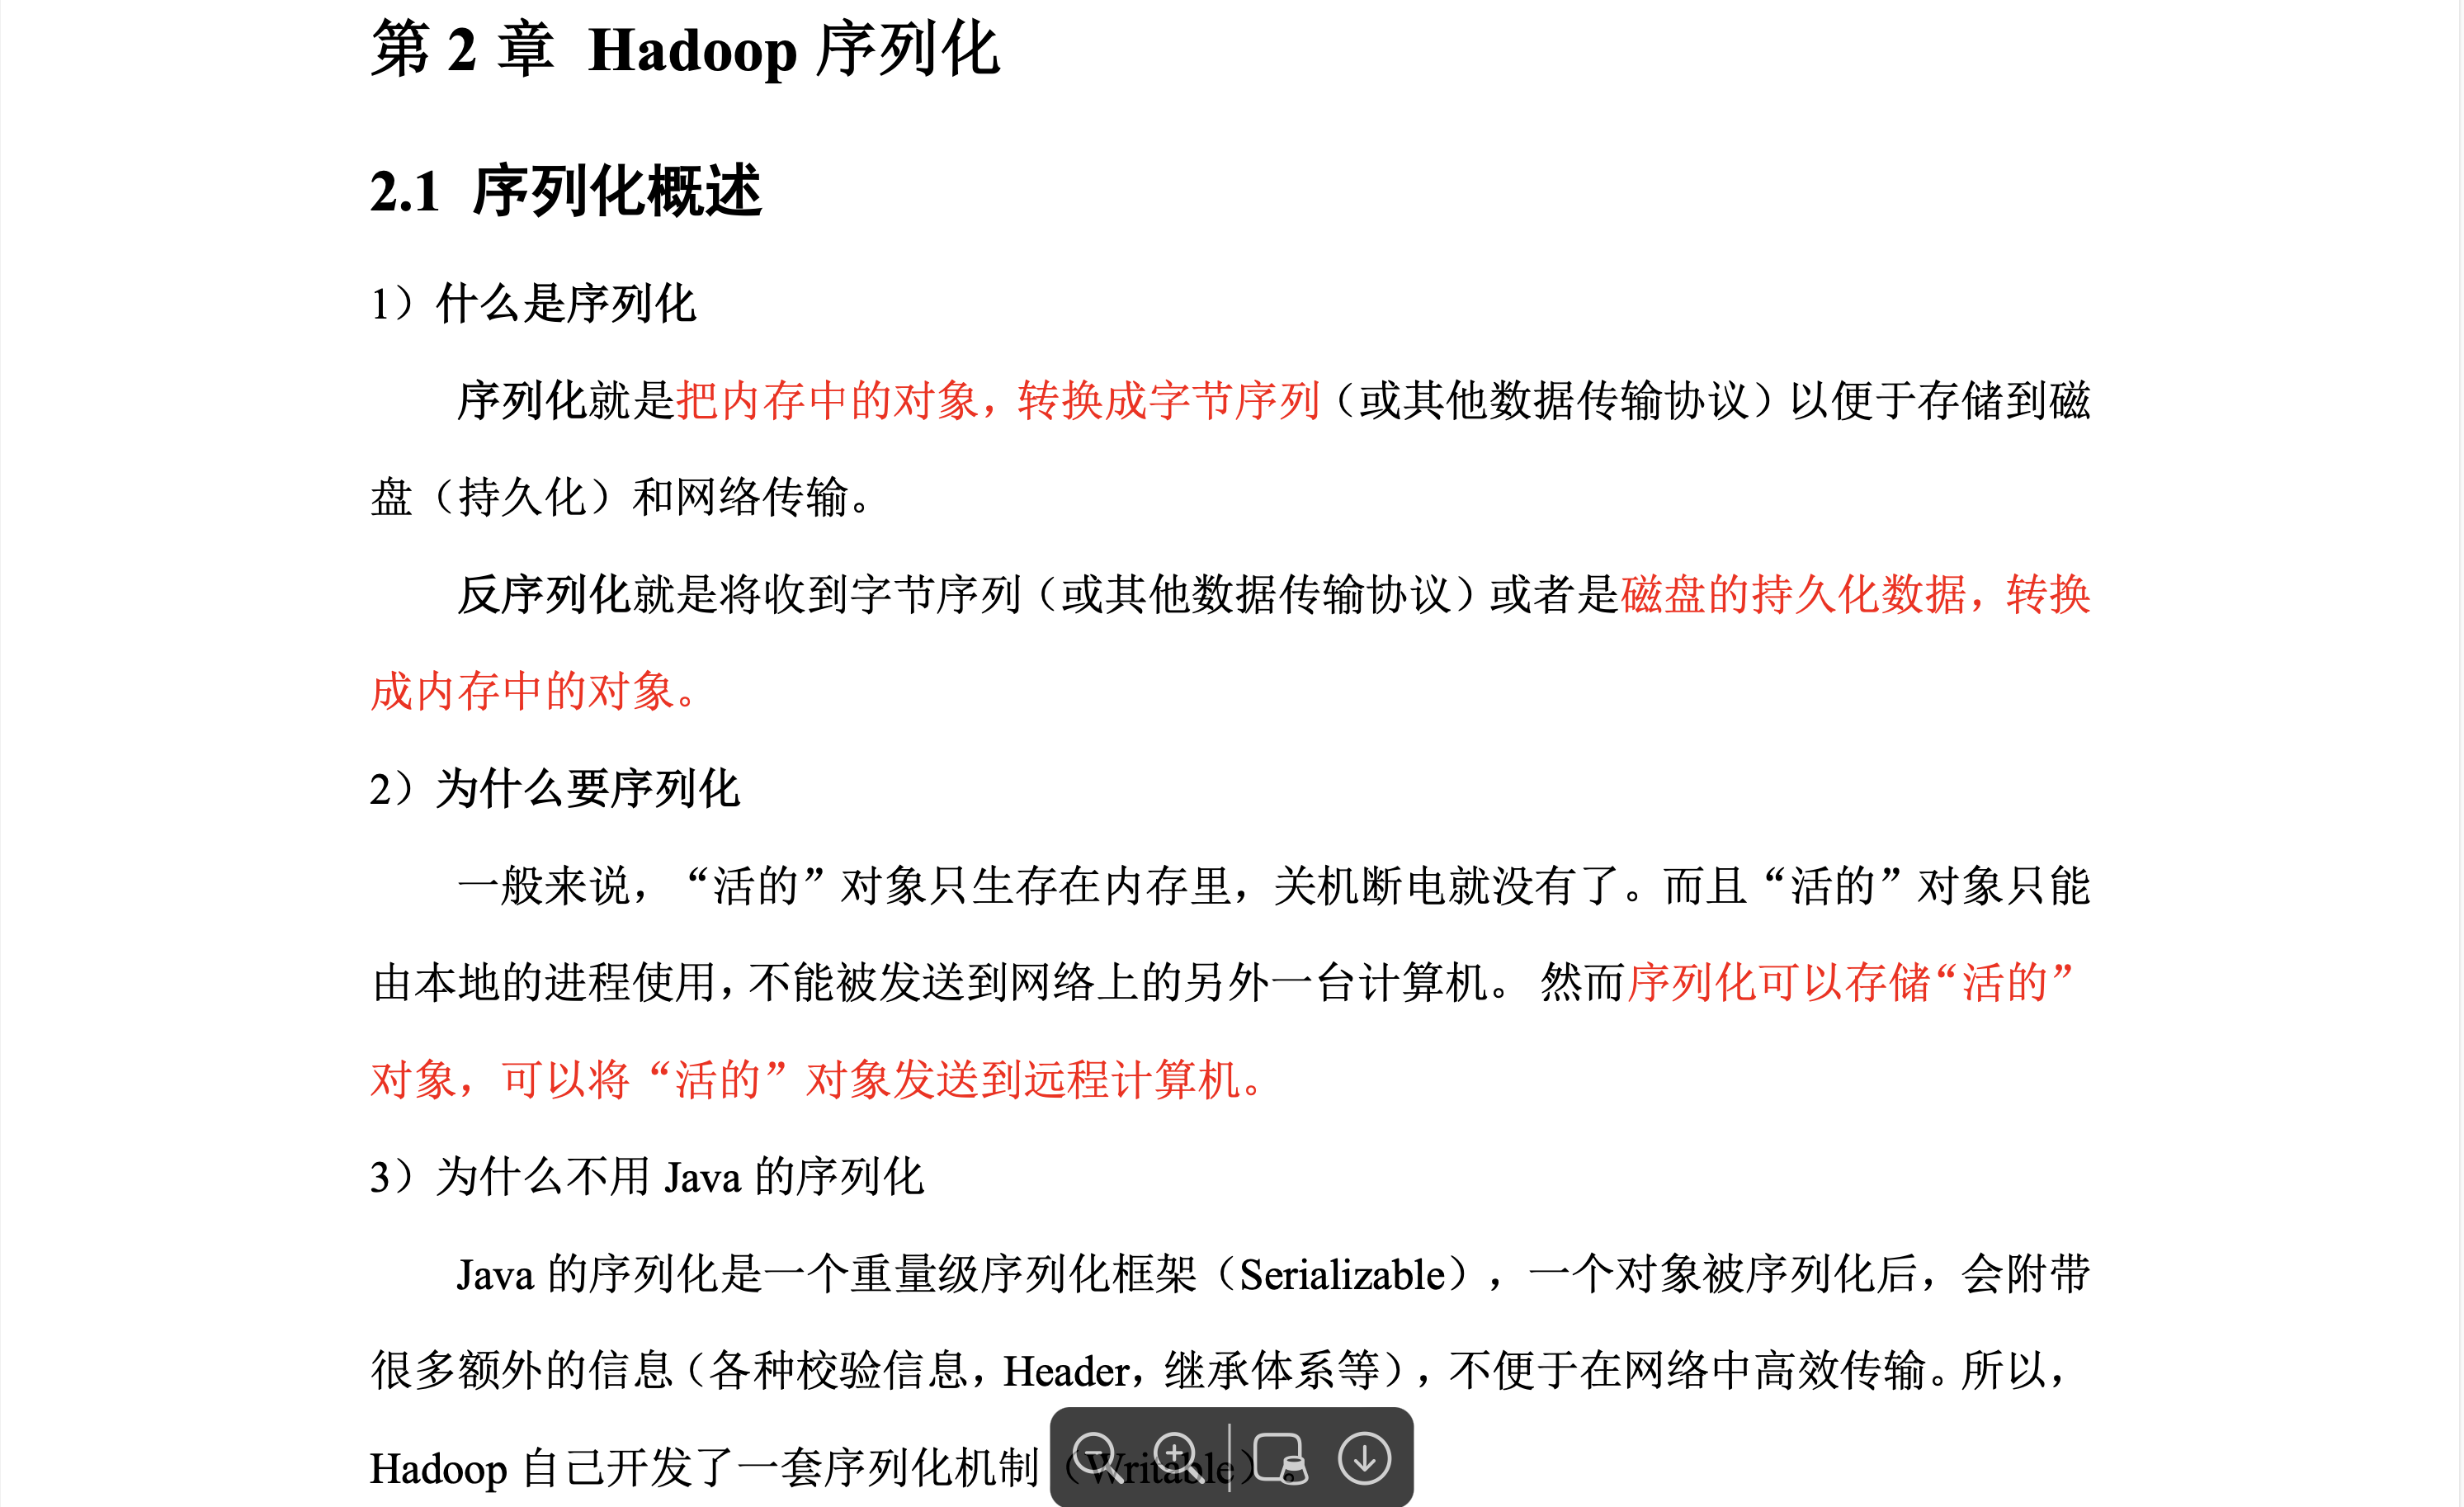 第 2 章 Hadoop 序列化
2.1 序列化概述
1）什么是序列化
序列化就是把内存中的对象，转换成字节序列（或其他数据传输协议）以便于存储到磁
盘（持久化）和网络传输。
反序列化就是将收到字节序列（或其他数据传输协议）或者是磁盘的持久化数据，转换
成内存中的对象。
2）为什么要序列化
一般来说，“活的”对象只生存在内存里，关机断电就没有了。而且“活的”对象只能
由本地的进程使用，不能被发送到网络上的另外一台计算机。 然而序列化可以存储“活的”
对象，可以将“活的”对象发送到远程计算机。
3）为什么不用 Java 的序列化
Java 的序列化是一个重量级序列化框架（Serializable），一个对象被序列化后，会附带
很多额外的信息（各种校验信息，Header，继承体系等），不便于在网络中高效传输。所以，
Hadoop 自己开发了一套序列化机制（Writable）。